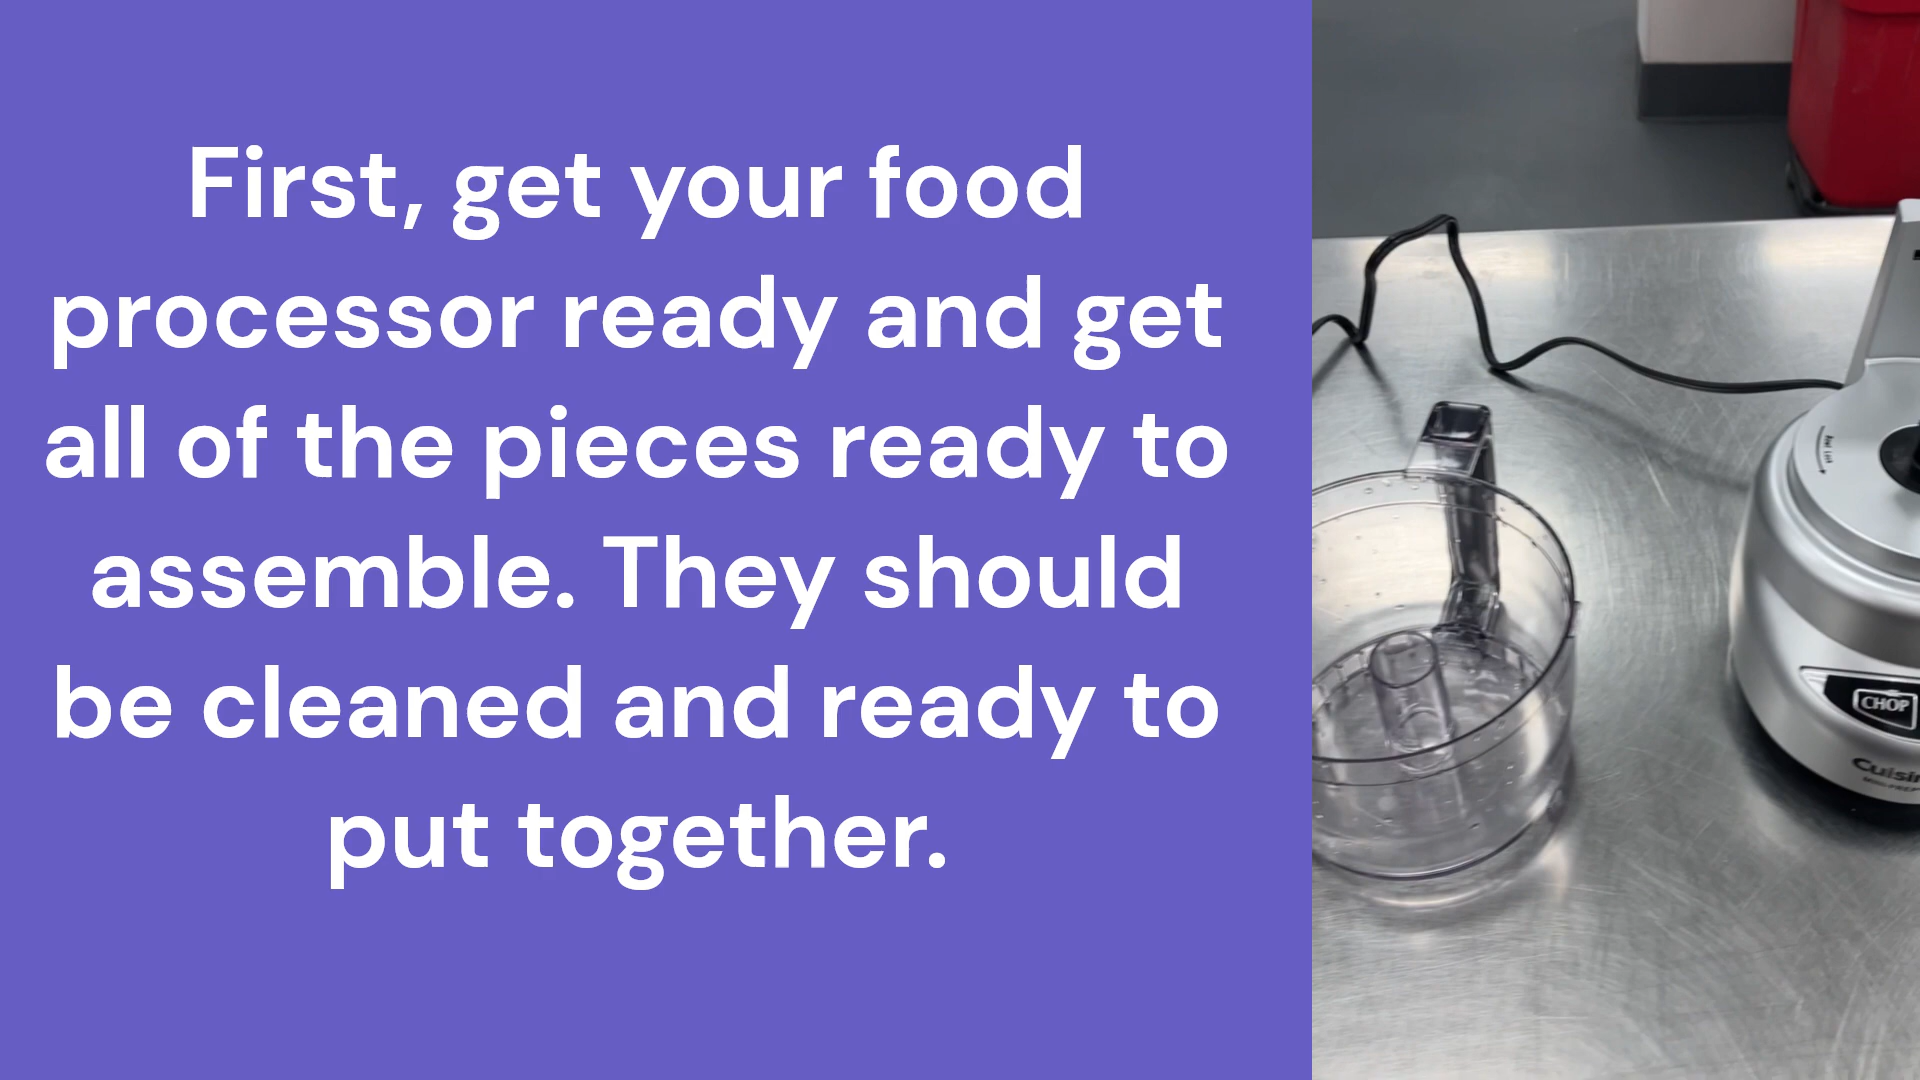 First, get your food
processor ready and get
all of the pieces ready to
assemble. They should
be cleaned and ready to
put together.
CHOP